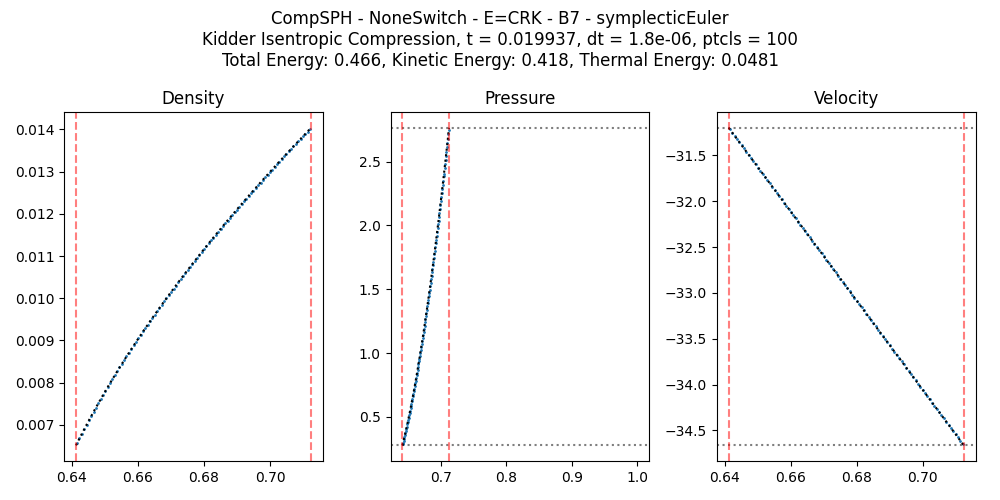 CompSPH - NoneSwitch - E=CRK - B7 - symplecticEuler
Kidder Isentropic Compression, t = 0.019937, dt = 1.8e-06, ptcls = 100
Total Energy: 0.466, Kinetic Energy: 0.418, Thermal Energy: 0.0481
Density
0.014
0.013
0.012
0.011
0.010
0.009
0.008
0.007
0.64 0.66 0.68 0.70
Pressure
2.5
2.0
1.5
1.0
0.5
0.7 0.8 0.9 1.0
Velocity
−31.5
−32.0
−32.5
−33.0
−33.5
−34.0
−34.5
0.64 0.66 0.68 0.70